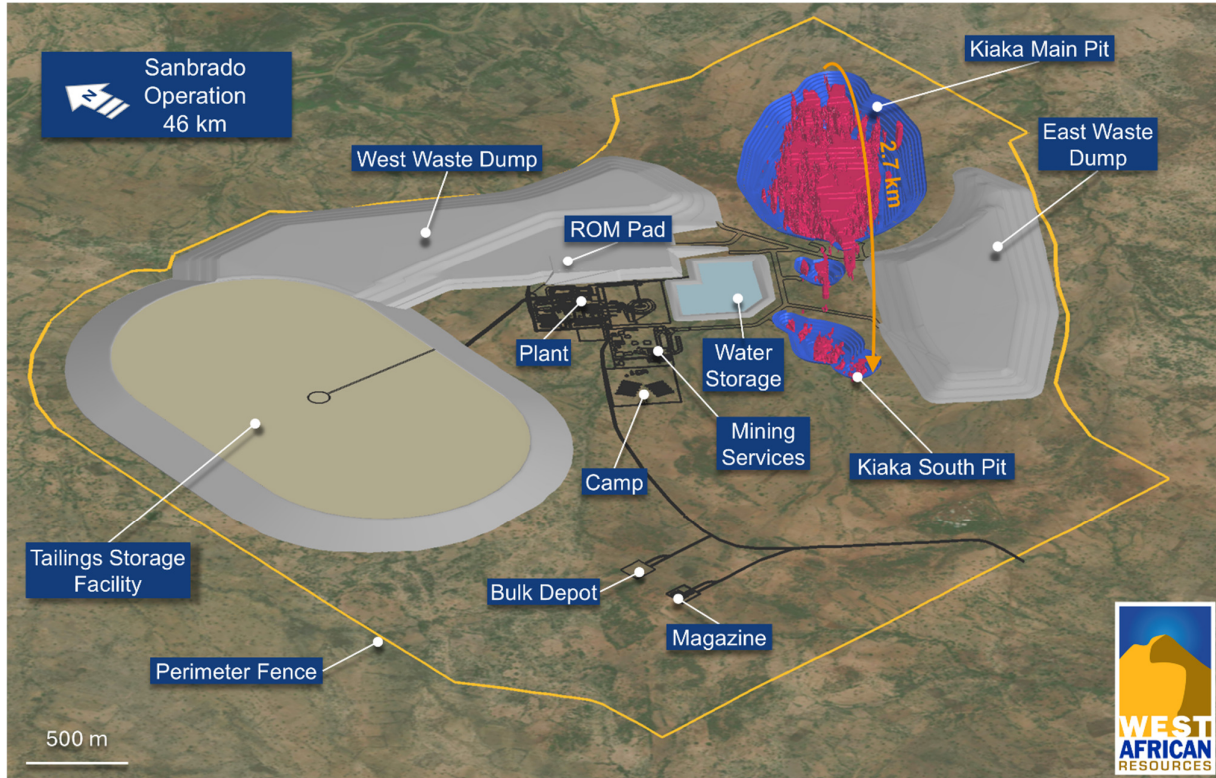 Sanbrado
Operation
46 km
N
Kiaka Main Pit
East Waste
Dump
West Waste Dump
2.7 km
ROM Pad
Plant
Water
Storage
Mining
Services
Kiaka South Pit
Camp
Tailings Storage
Facility
Bulk Depot
Magazine
Perimeter Fence
500 m
WEST
AFRICAN
RESOURCES